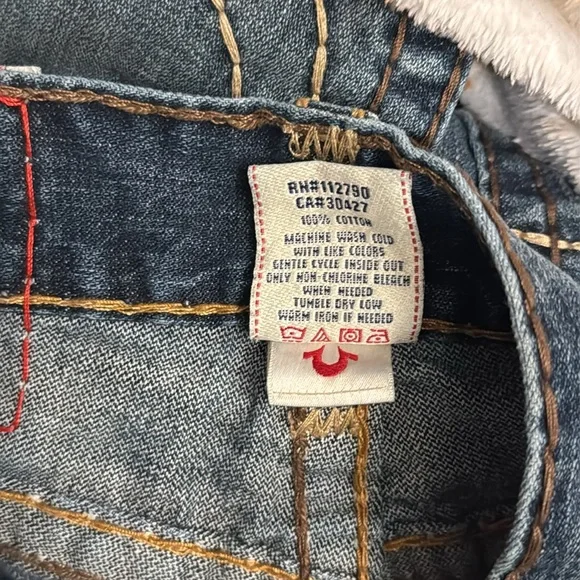 RN#112790
CA#30427
100% COTTON
MACHINE WASH COLD
WITH LIKE COLORS
GENTLE CYCLE INSIDE OUT
ONLY NON-CHLORINE BLEACH
WHEN NEEDED
TUMBLE DRY LOW
WARM IRON IF NEEDED